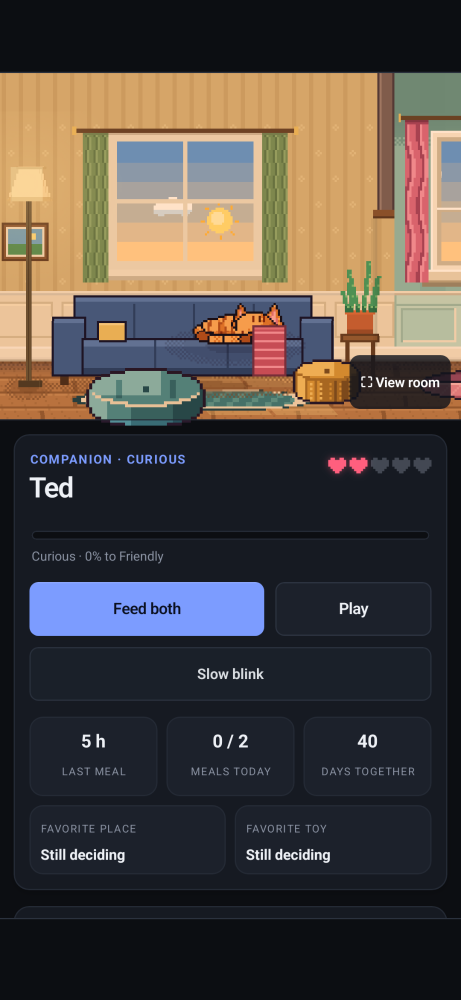 View room
COMPANION · CURIOUS
Ted
Curious · 0% to Friendly
Feed both
Play
Slow blink
5 h
LAST MEAL
0 / 2
MEALS TODAY
40
DAYS TOGETHER
FAVORITE PLACE
Still deciding
FAVORITE TOY
Still deciding